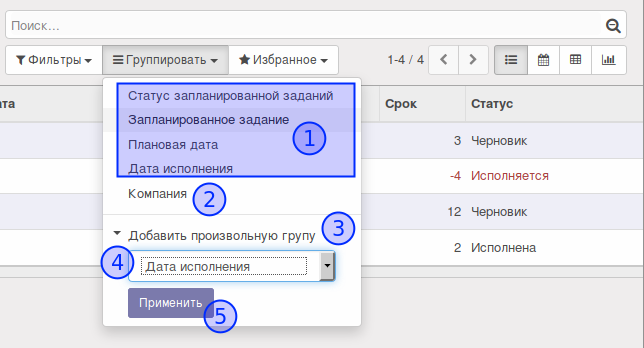 Поиск...
Фильтры Группировать Избранное 1-4 / 4
ата Срок Статус
Статус запланированной заданий
Запланированное задание
1
Плановая дата
Дата исполнения
Компания
2
3 Черновик
-4 Исполняется
12 Черновик
2 Исполнена
Добавить произвольную групу
3
4
Дата исполнения
Применить
5